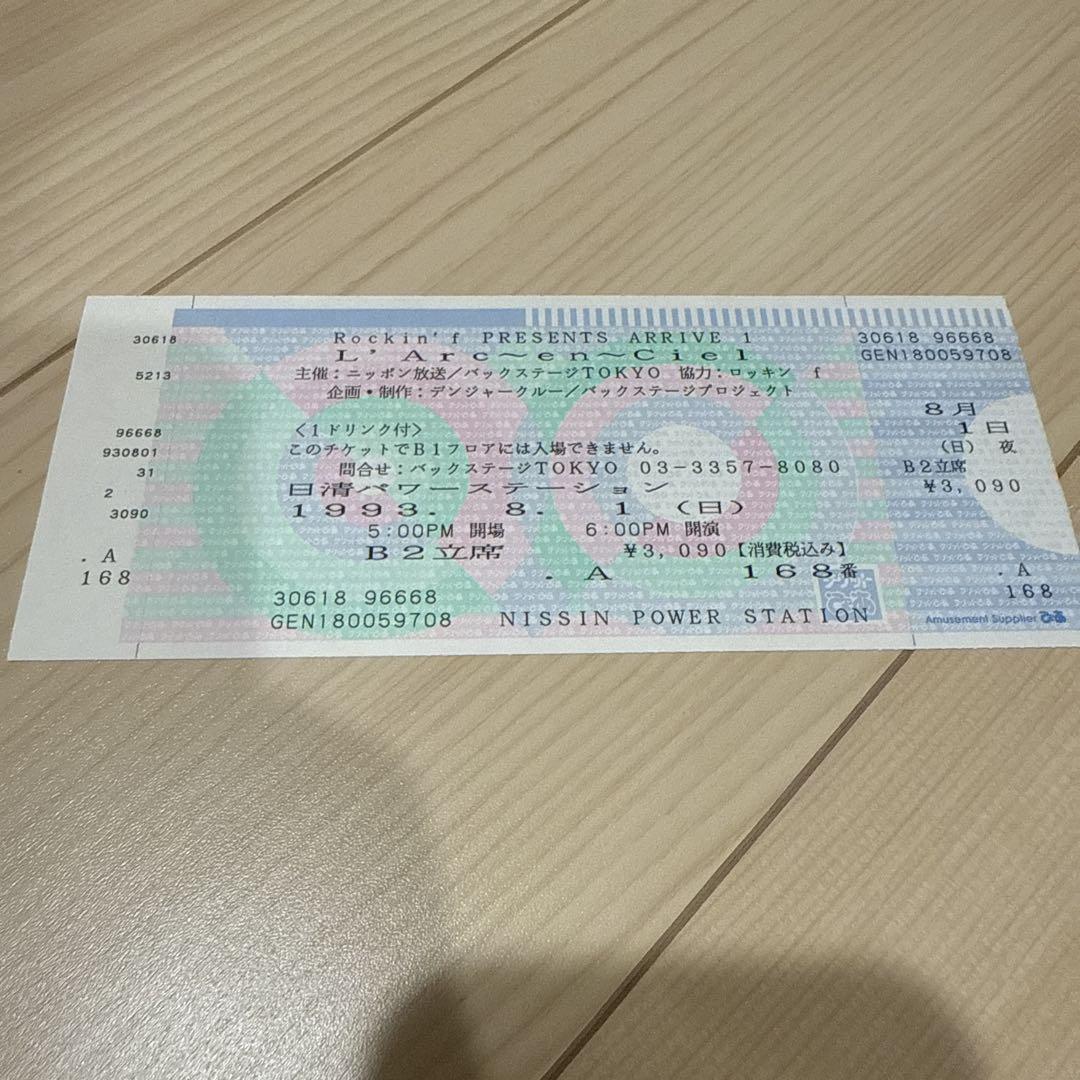 30618
5213
96668
930801
31
2
3090
.A
168
Rockin'f PRESENTS ARRIVE 1
L'Arc~en~Ciel
主催:ニッポン放送/バックステージTOKYO 協力:ロッキン f
企画・制作:デンジャークルー/バックステージプロジェクト
〈1ドリンク付〉
このチケットでB1フロアには入場できません。
問合せ:バックステージTOKYO 03-3357-8080
日清パワーステーション
1993. 8. 1 (日)
5:00PM 開場 6:00PM 開演
B2立席 ¥3,090【消費税込み】
.A 168番
30618 96668
GEN180059708 NISSIN POWER STATION
30618 96668
GEN180059708
8月
1日
(日) 夜
B2立席
¥3,090
.A
168
Amusement Supplier ぴあ